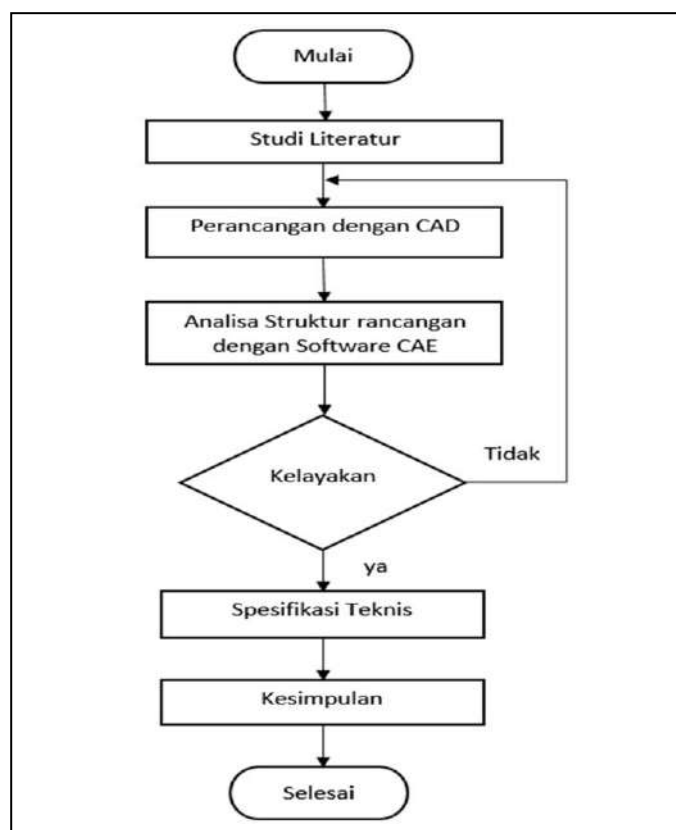 Mulai
Studi Literatur
Perancangan dengan CAD
Analisa Struktur rancangan
dengan Software CAE
Kelayakan
Tidak
ya
Spesifikasi Teknis
Kesimpulan
Selesai